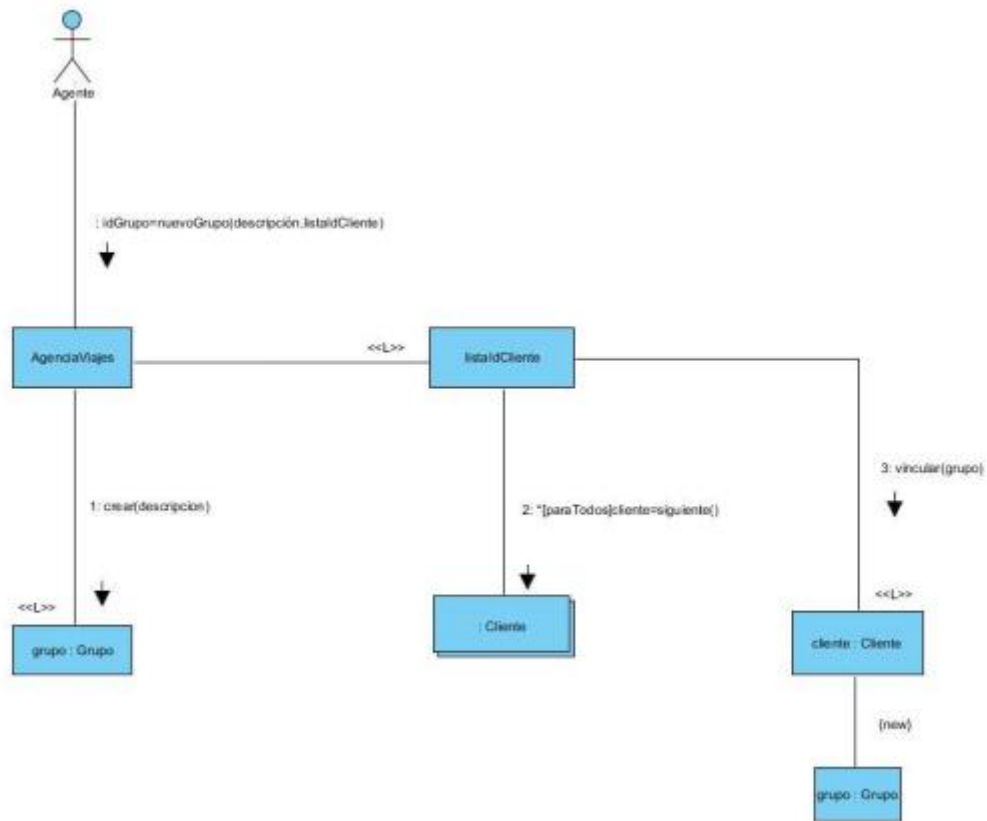 Agente
: idGrupo=nuevoGrupo(descripción,listaIdCliente)
AgenciaViajes
<<L>>
listaIdCliente
3: vincular(grupo)
1: crear(descripcion)
2: *[paraTodos]cliente=siguiente()
<<L>>
<<L>>
grupo : Grupo
: Cliente
cliente : Cliente
{new}
grupo : Grupo